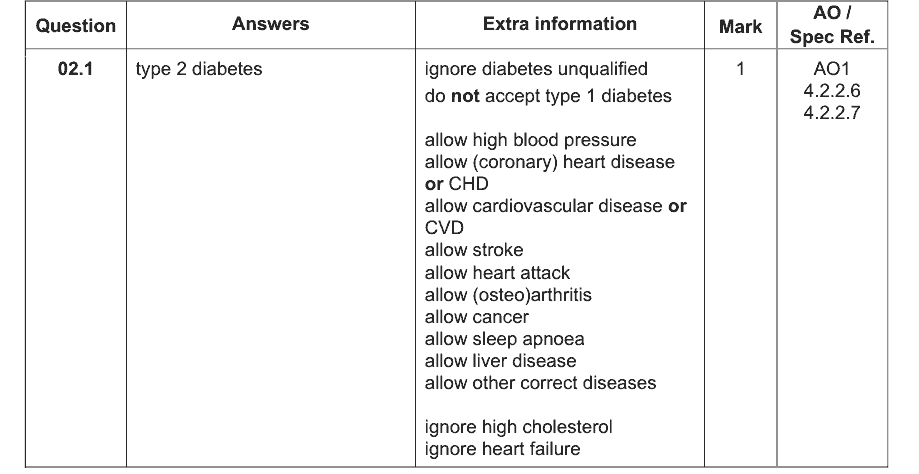 Question Answers Extra information Mark AO /
Spec Ref.
02.1 type 2 diabetes ignore diabetes unqualified 1 AO1
do not accept type 1 diabetes 4.2.2.6
4.2.2.7
allow high blood pressure
allow (coronary) heart disease
or CHD
allow cardiovascular disease or
CVD
allow stroke
allow heart attack
allow (osteo)arthritis
allow cancer
allow sleep apnoea
allow liver disease
allow other correct diseases
ignore high cholesterol
ignore heart failure